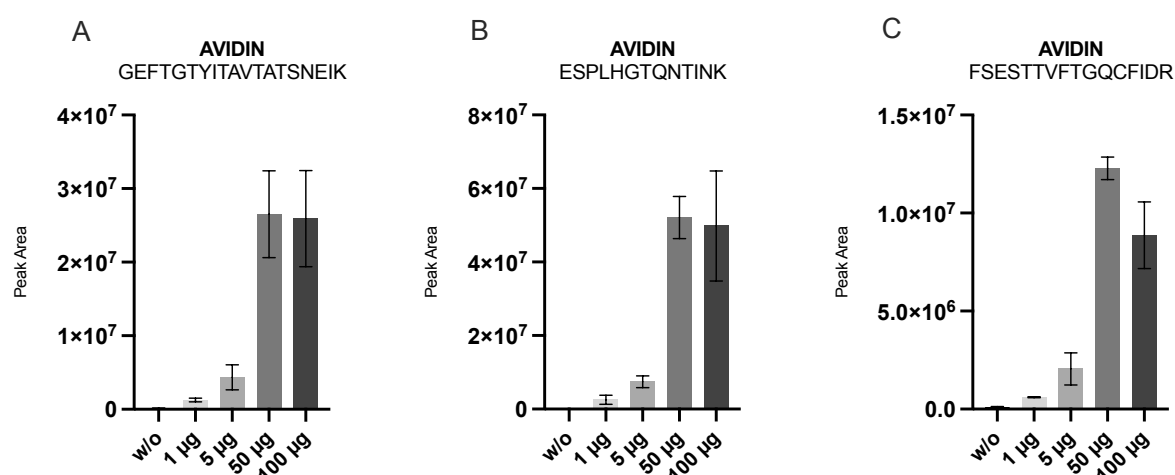 A
AVIDIN
GEFTGTYITAVTATSNEIK
4×10⁷
3×10⁷
2×10⁷
1×10⁷
0
Peak Area
w/o
1 µg
5 µg
50 µg
100 µg
B
AVIDIN
ESPLHGTQNTINK
8×10⁷
6×10⁷
4×10⁷
2×10⁷
0
Peak Area
w/o
1 µg
5 µg
50 µg
100 µg
C
AVIDIN
FSESTTVFTGQCFIDR
1.5×10⁷
1.0×10⁷
5.0×10⁶
0.0
Peak Area
w/o
1 µg
5 µg
50 µg
100 µg